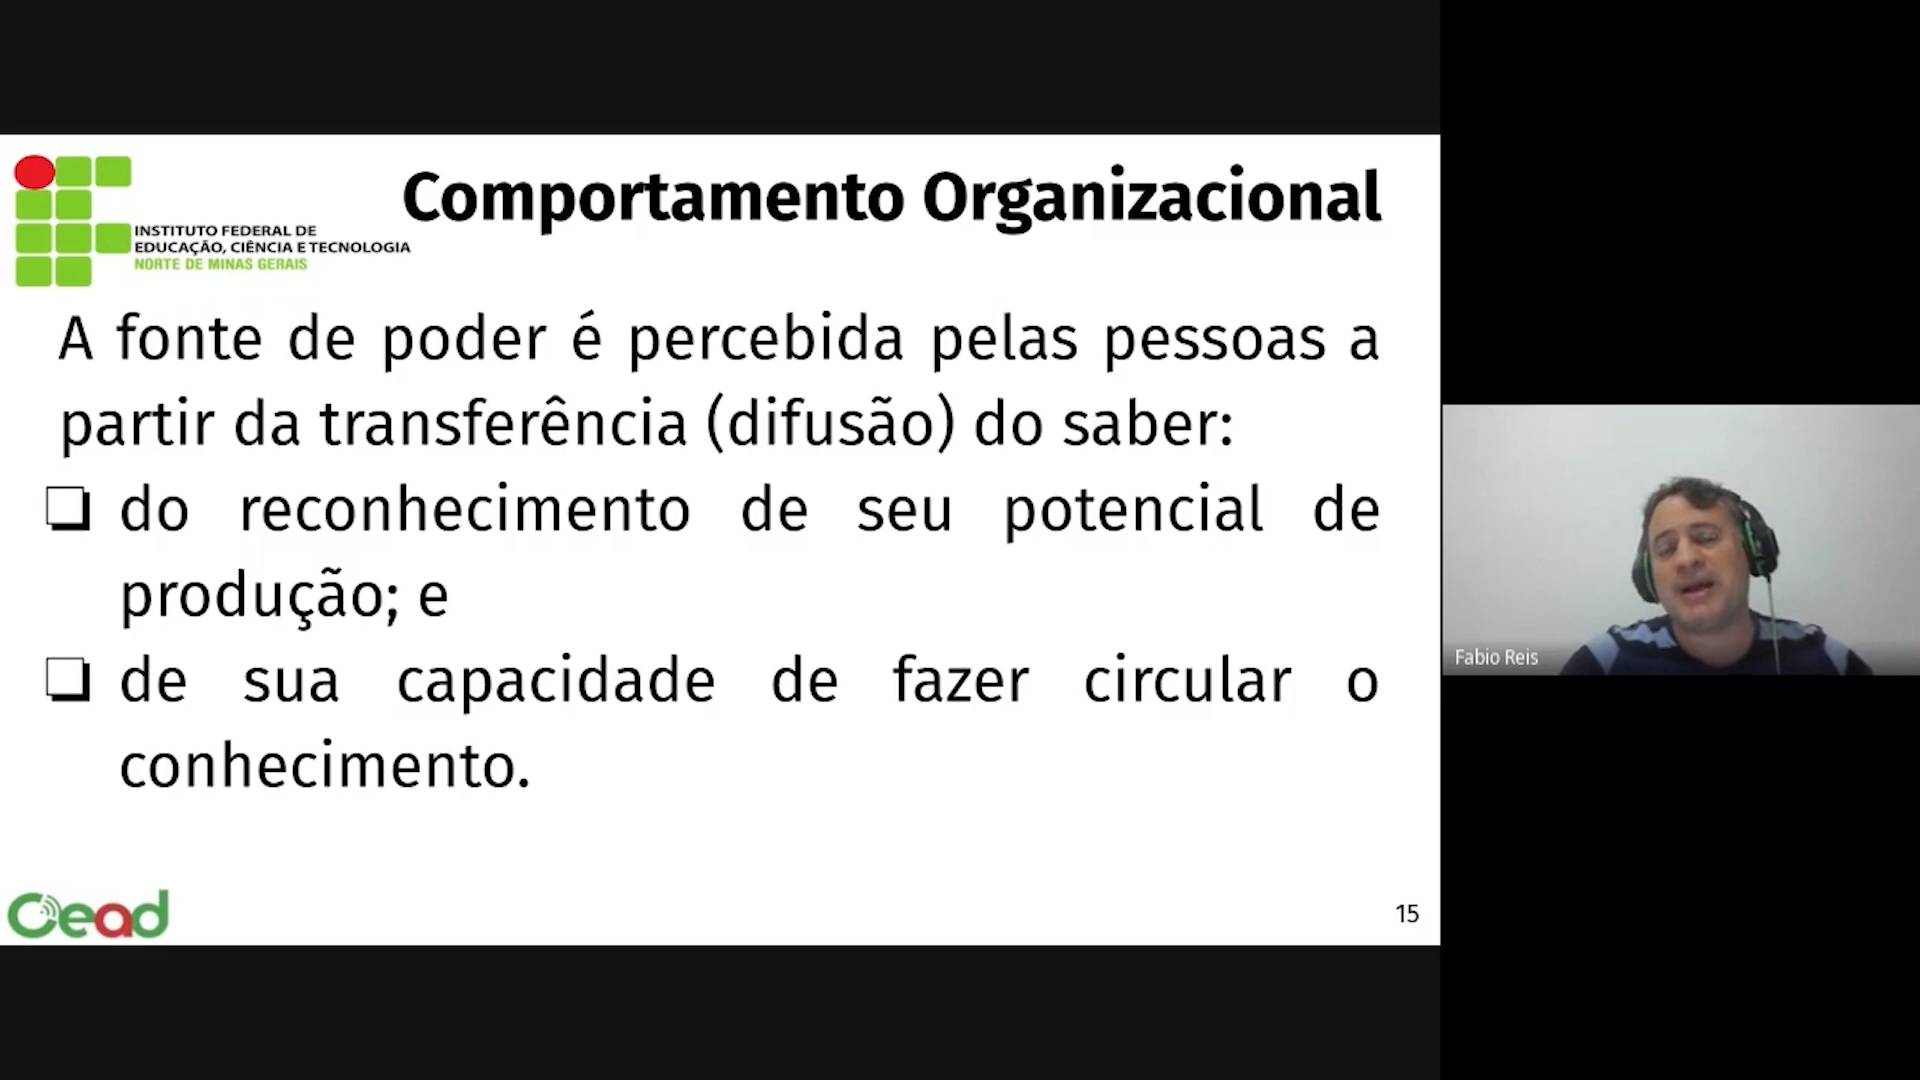 Comportamento Organizacional
INSTITUTO FEDERAL DE
EDUCAÇÃO, CIÊNCIA E TECNOLOGIA
NORTE DE MINAS GERAIS
A fonte de poder é percebida pelas pessoas a
partir da transferência (difusão) do saber:
❑ do reconhecimento de seu potencial de
produção; e
❑ de sua capacidade de fazer circular o
conhecimento.
Cead
15
Fabio Reis